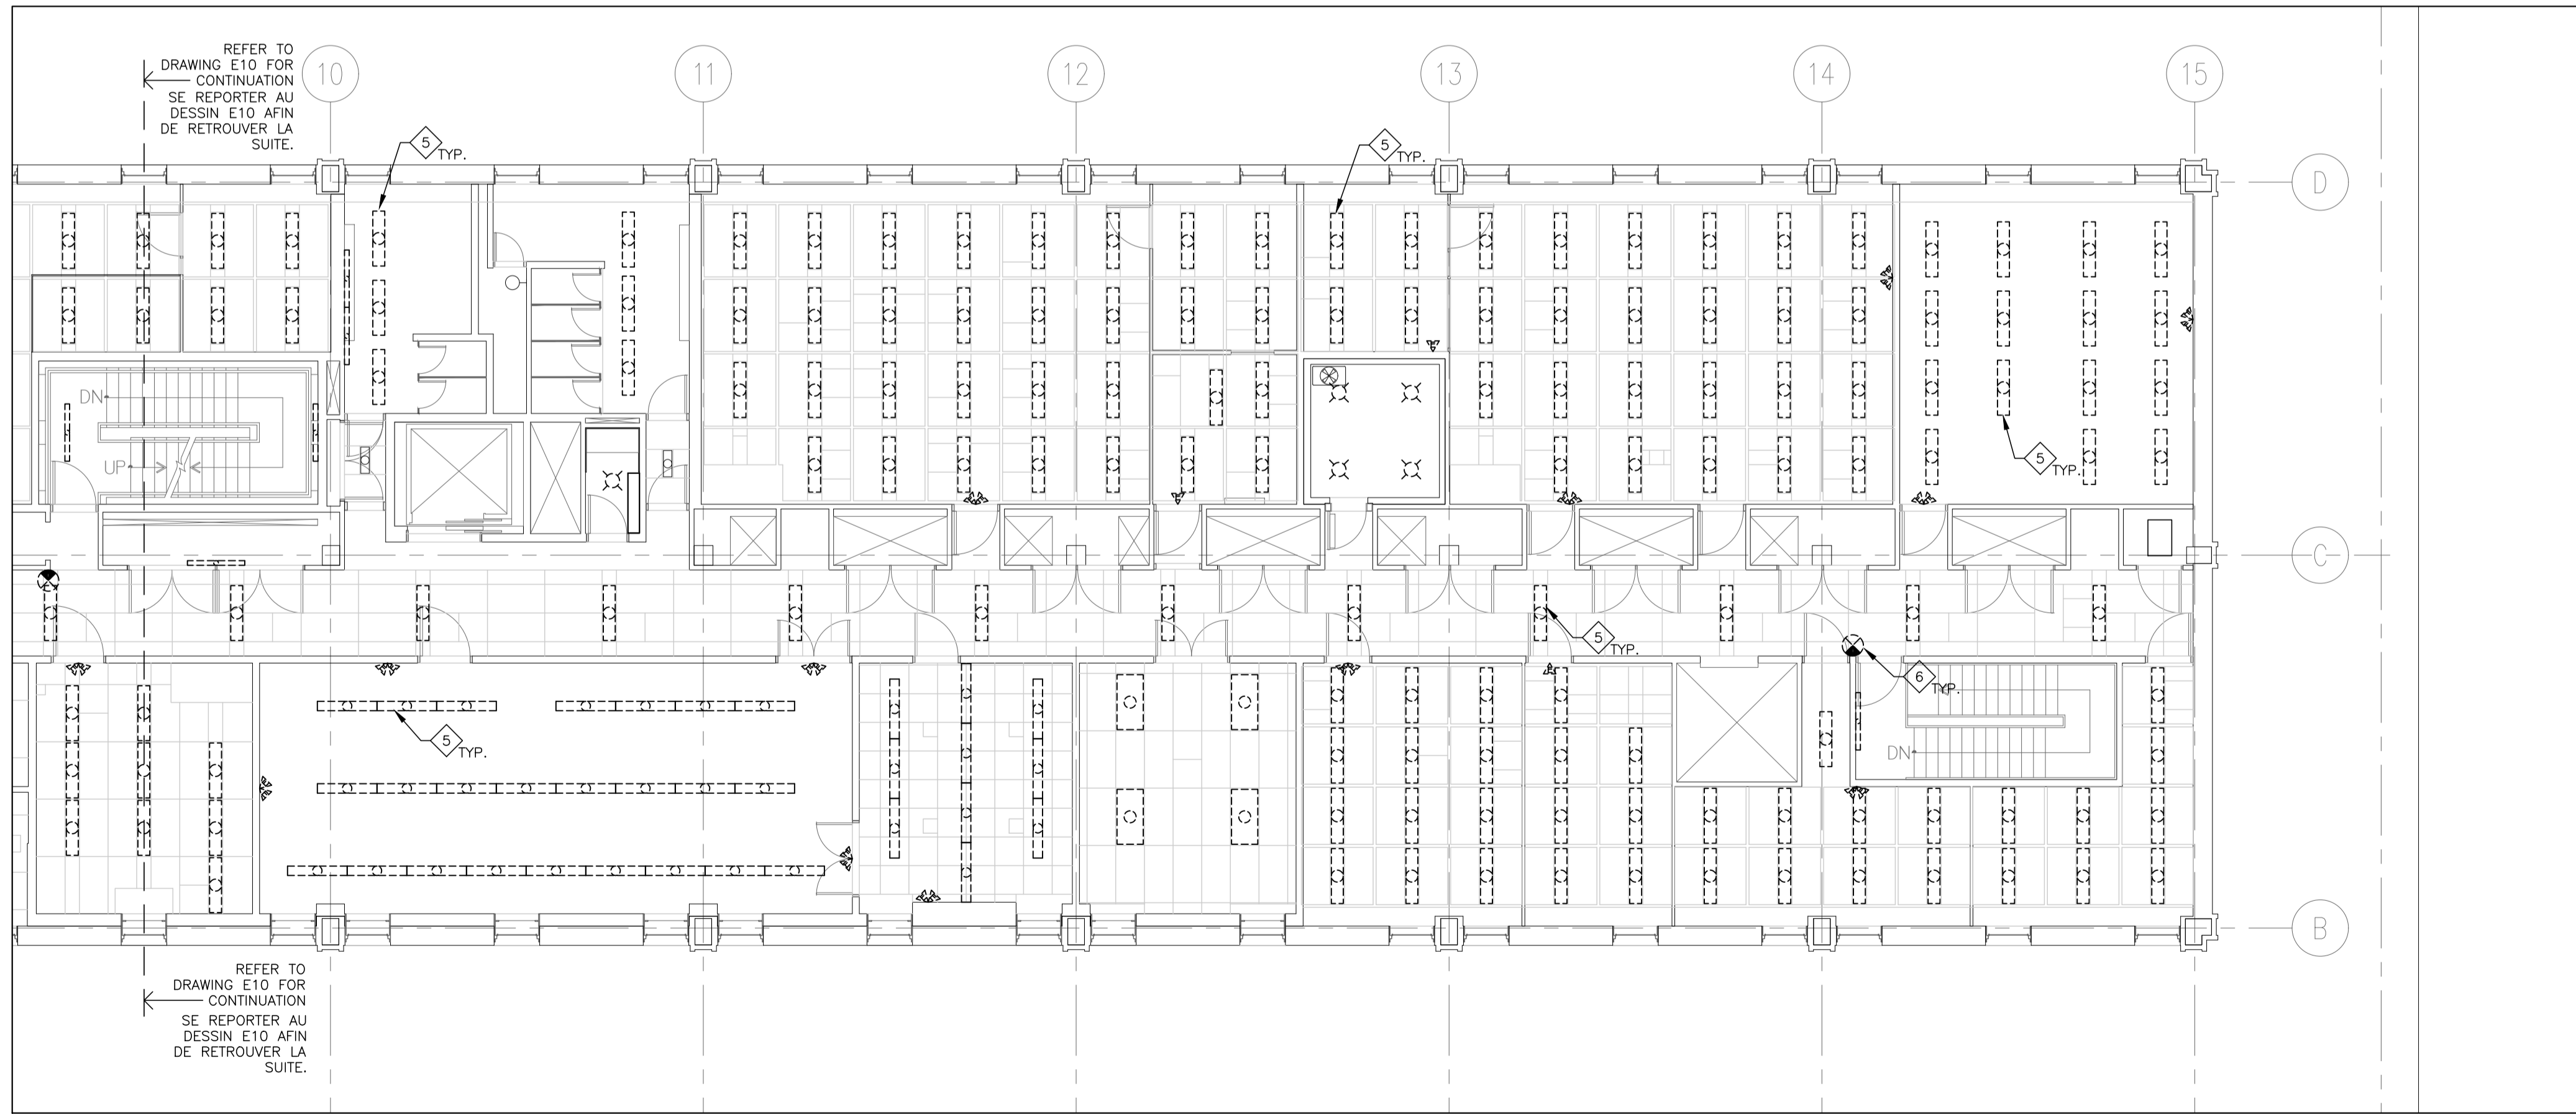 REFER TO
DRAWING E10 FOR
CONTINUATION
SE REPORTER AU
DESSIN E10 AFIN
DE RETROUVER LA
SUITE.
10
11
12
13
14
15
5
TYP.
5
TYP.
D
DN
UP
5
TYP.
C
5
TYP.
6
TYP.
5
TYP.
DN
B
REFER TO
DRAWING E10 FOR
CONTINUATION
SE REPORTER AU
DESSIN E10 AFIN
DE RETROUVER LA
SUITE.